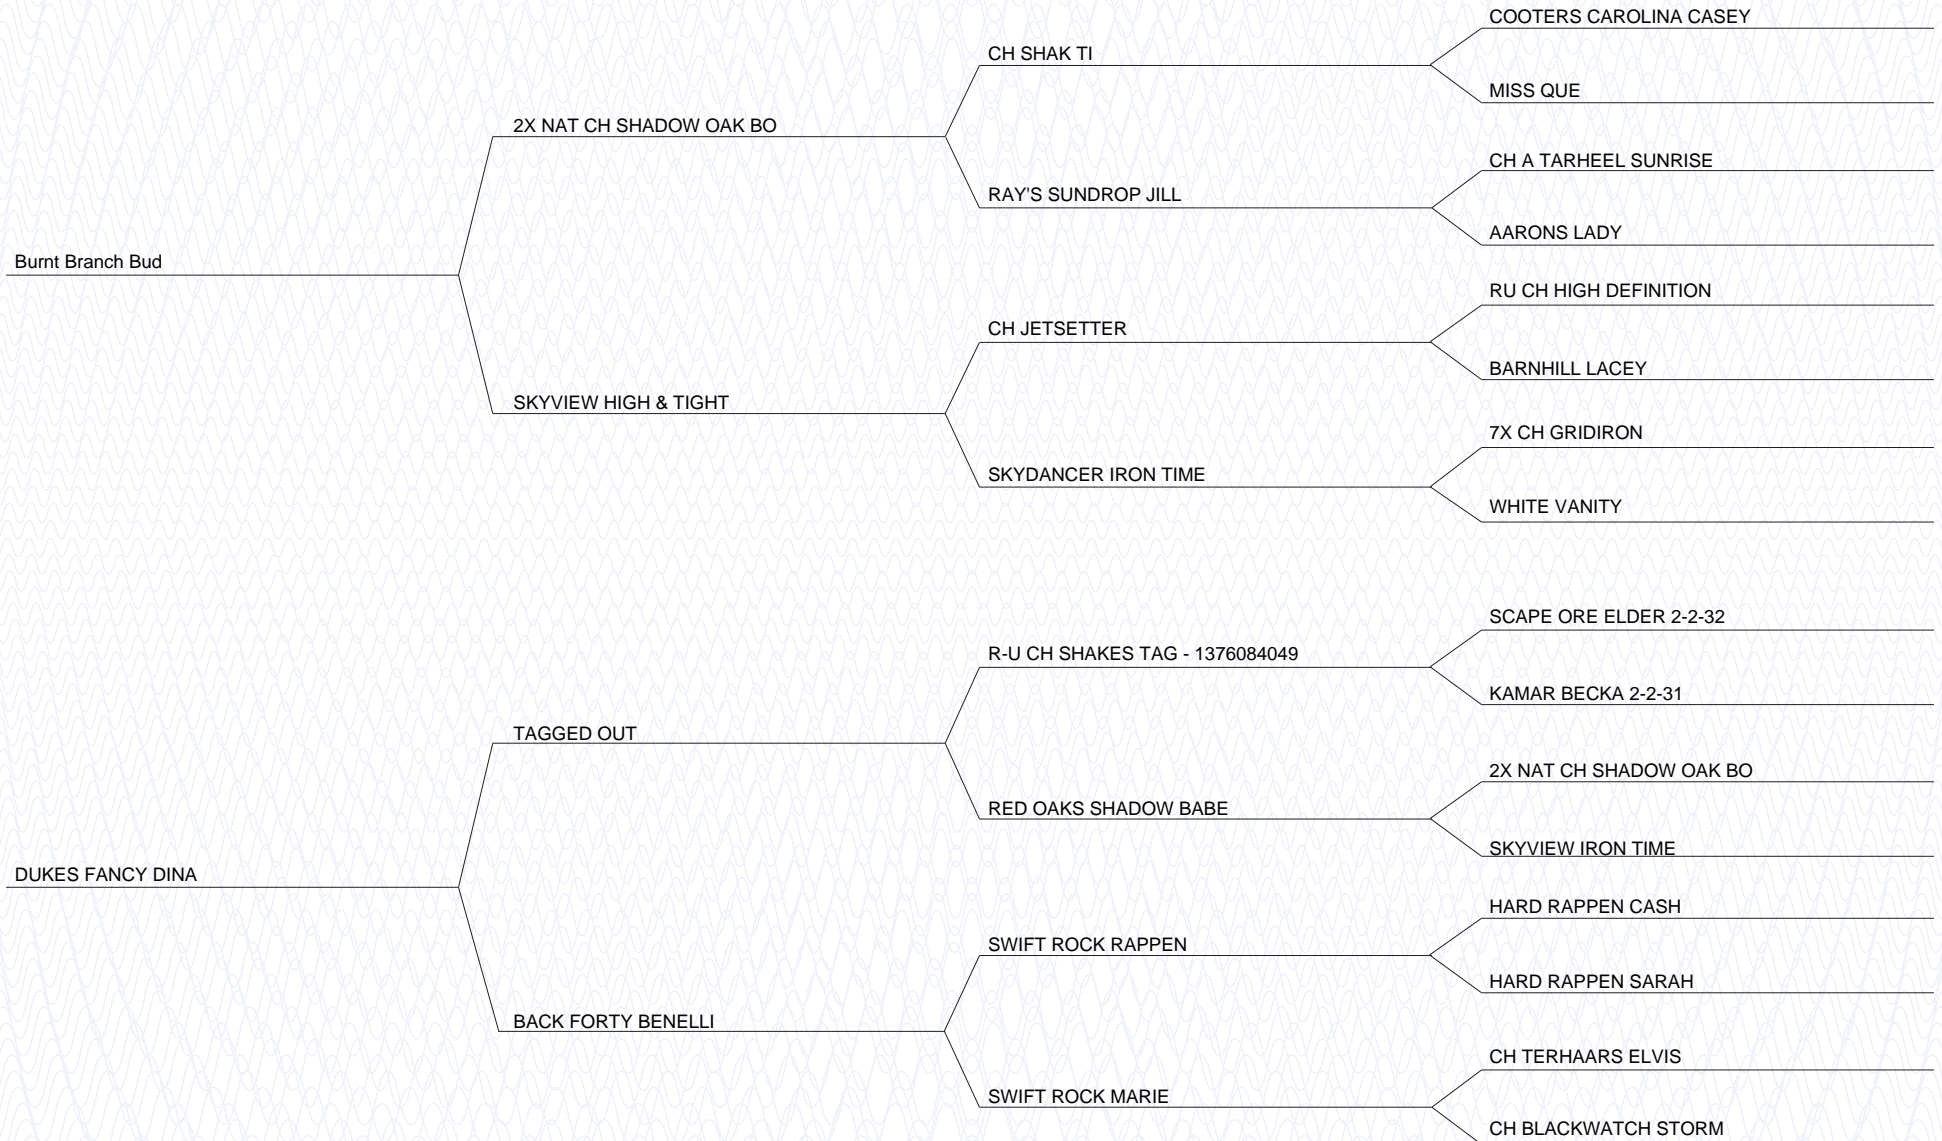 COOTERS CAROLINA CASEY
CH SHAK TI
MISS QUE
2X NAT CH SHADOW OAK BO
CH A TARHEEL SUNRISE
RAY'S SUNDROP JILL
AARONS LADY
Burnt Branch Bud
RU CH HIGH DEFINITION
CH JETSETTER
BARNHILL LACEY
SKYVIEW HIGH & TIGHT
7X CH GRIDIRON
SKYDANCER IRON TIME
WHITE VANITY
SCAPE ORE ELDER 2-2-32
R-U CH SHAKES TAG - 1376084049
KAMAR BECKA 2-2-31
TAGGED OUT
2X NAT CH SHADOW OAK BO
RED OAKS SHADOW BABE
SKYVIEW IRON TIME
DUKES FANCY DINA
HARD RAPPEN CASH
SWIFT ROCK RAPPEN
HARD RAPPEN SARAH
BACK FORTY BENELLI
CH TERHAARS ELVIS
SWIFT ROCK MARIE
CH BLACKWATCH STORM